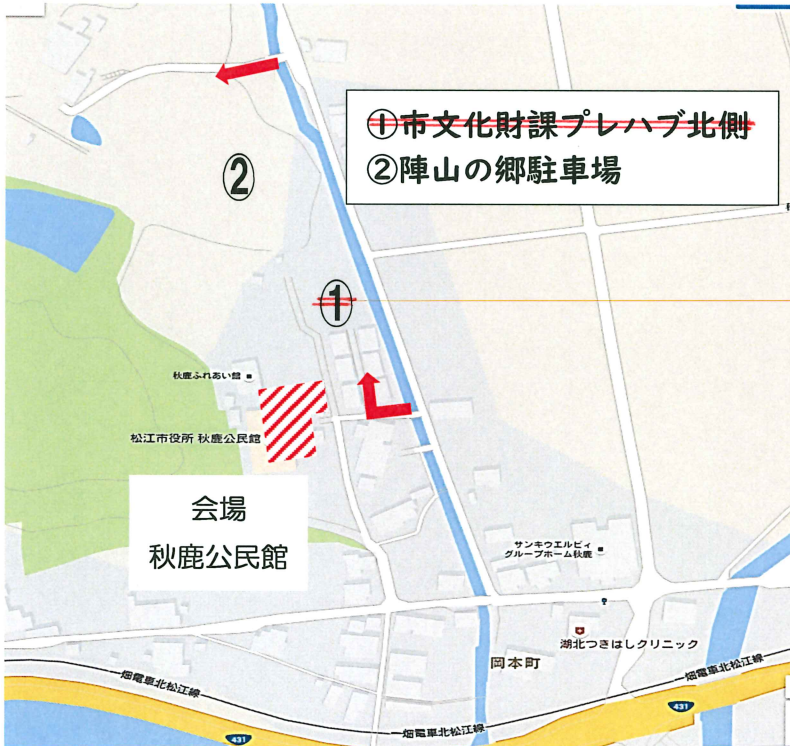 ①市文化財課プレハブ北側
②陣山の郷駐車場
②
①
秋鹿ふれあい館
松江市役所 秋鹿公民館
会場
秋鹿公民館
サンキウエルビィ
グループホーム秋鹿
湖北つきはしクリニック
岡本町
一畑電車北松江線
一畑電車北松江線
一畑電車北松江線
431
431